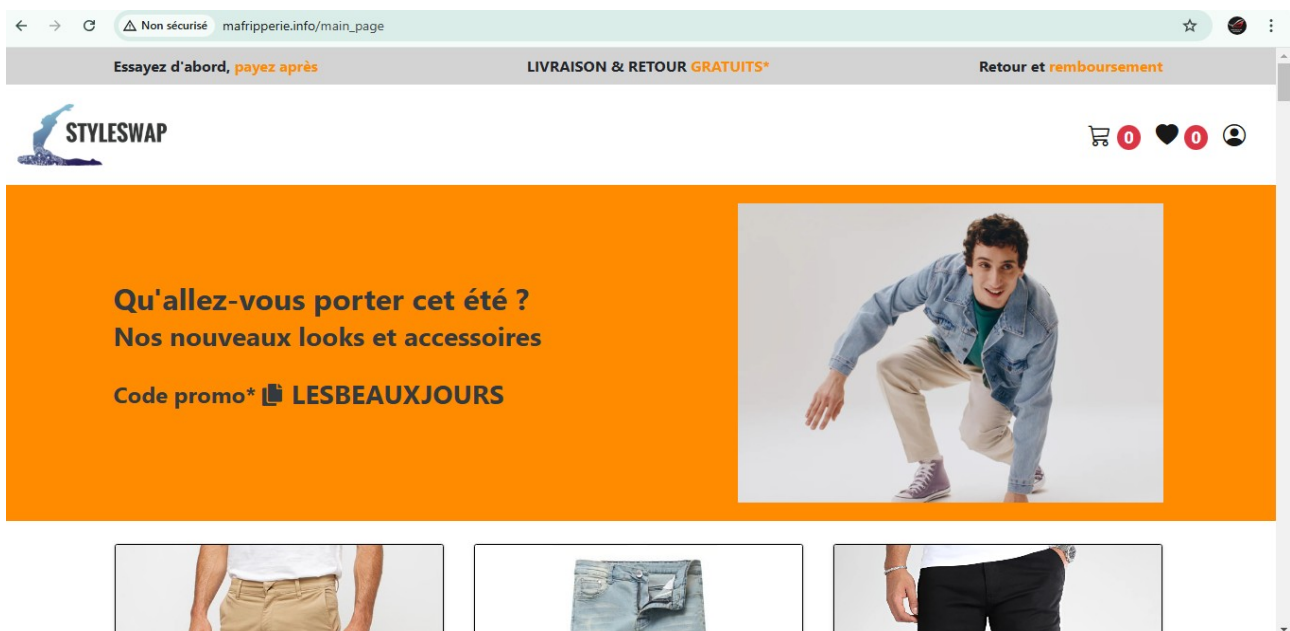 Non sécurisé mafripperie.info/main_page
Essayez d'abord, payez après LIVRAISON & RETOUR GRATUITS* Retour et remboursement
STYLESWAP
0 0
Qu'allez-vous porter cet été ?
Nos nouveaux looks et accessoires
Code promo* LESBEAUXJOURS